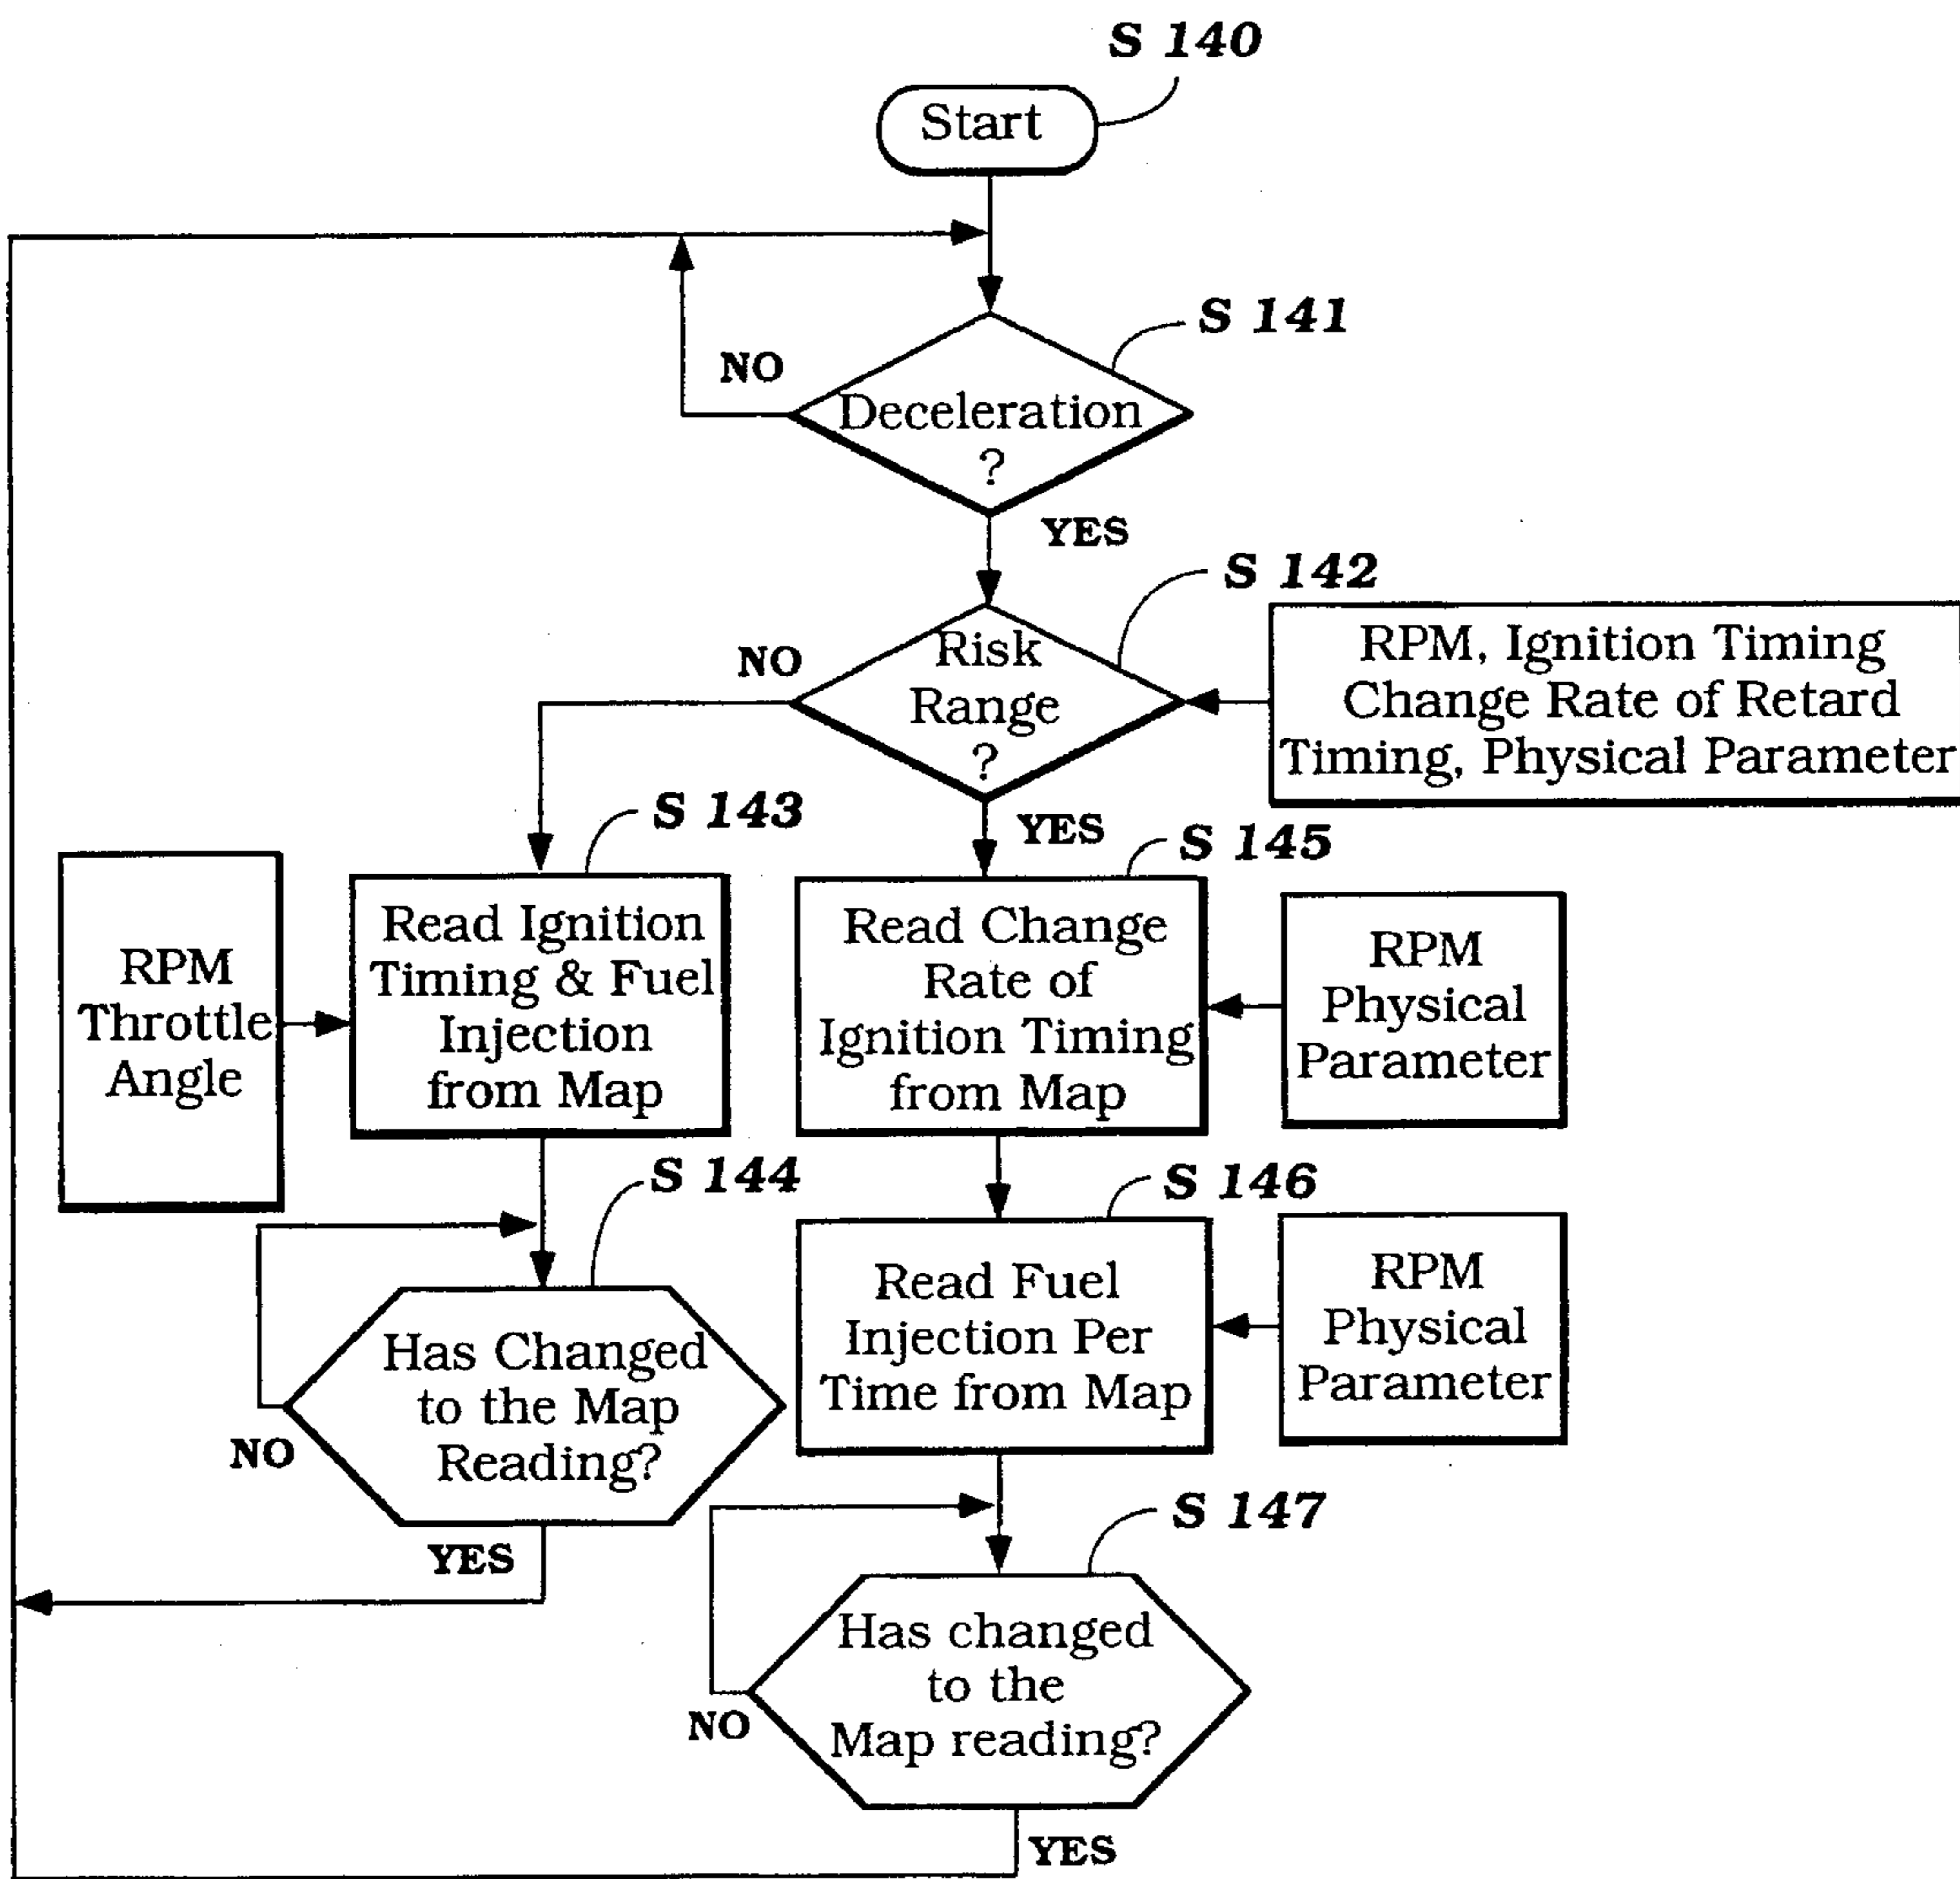 S 140
Start
S 141
NO
Deceleration
?
YES
S 142
NO
Risk
Range
?
RPM, Ignition Timing
Change Rate of Retard
Timing, Physical Parameter
YES
S 143
S 145
RPM
Throttle
Angle
Read Ignition
Timing & Fuel
Injection
from Map
Read Change
Rate of
Ignition Timing
from Map
RPM
Physical
Parameter
S 144
S 146
Has Changed
to the Map
Reading?
NO
YES
Read Fuel
Injection Per
Time from Map
RPM
Physical
Parameter
S 147
Has changed
to the
Map reading?
NO
YES